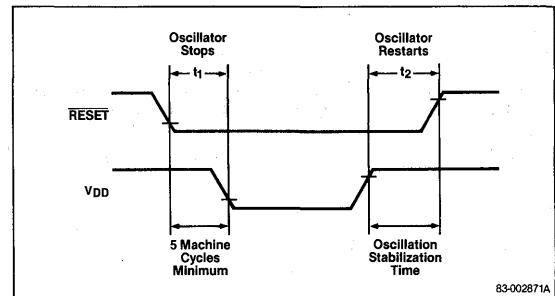 Oscillator
Stops
Oscillator
Restarts
t1
t2
RESET
VDD
5 Machine
Cycles
Minimum
Oscillation
Stabilization
Time
83-002871A